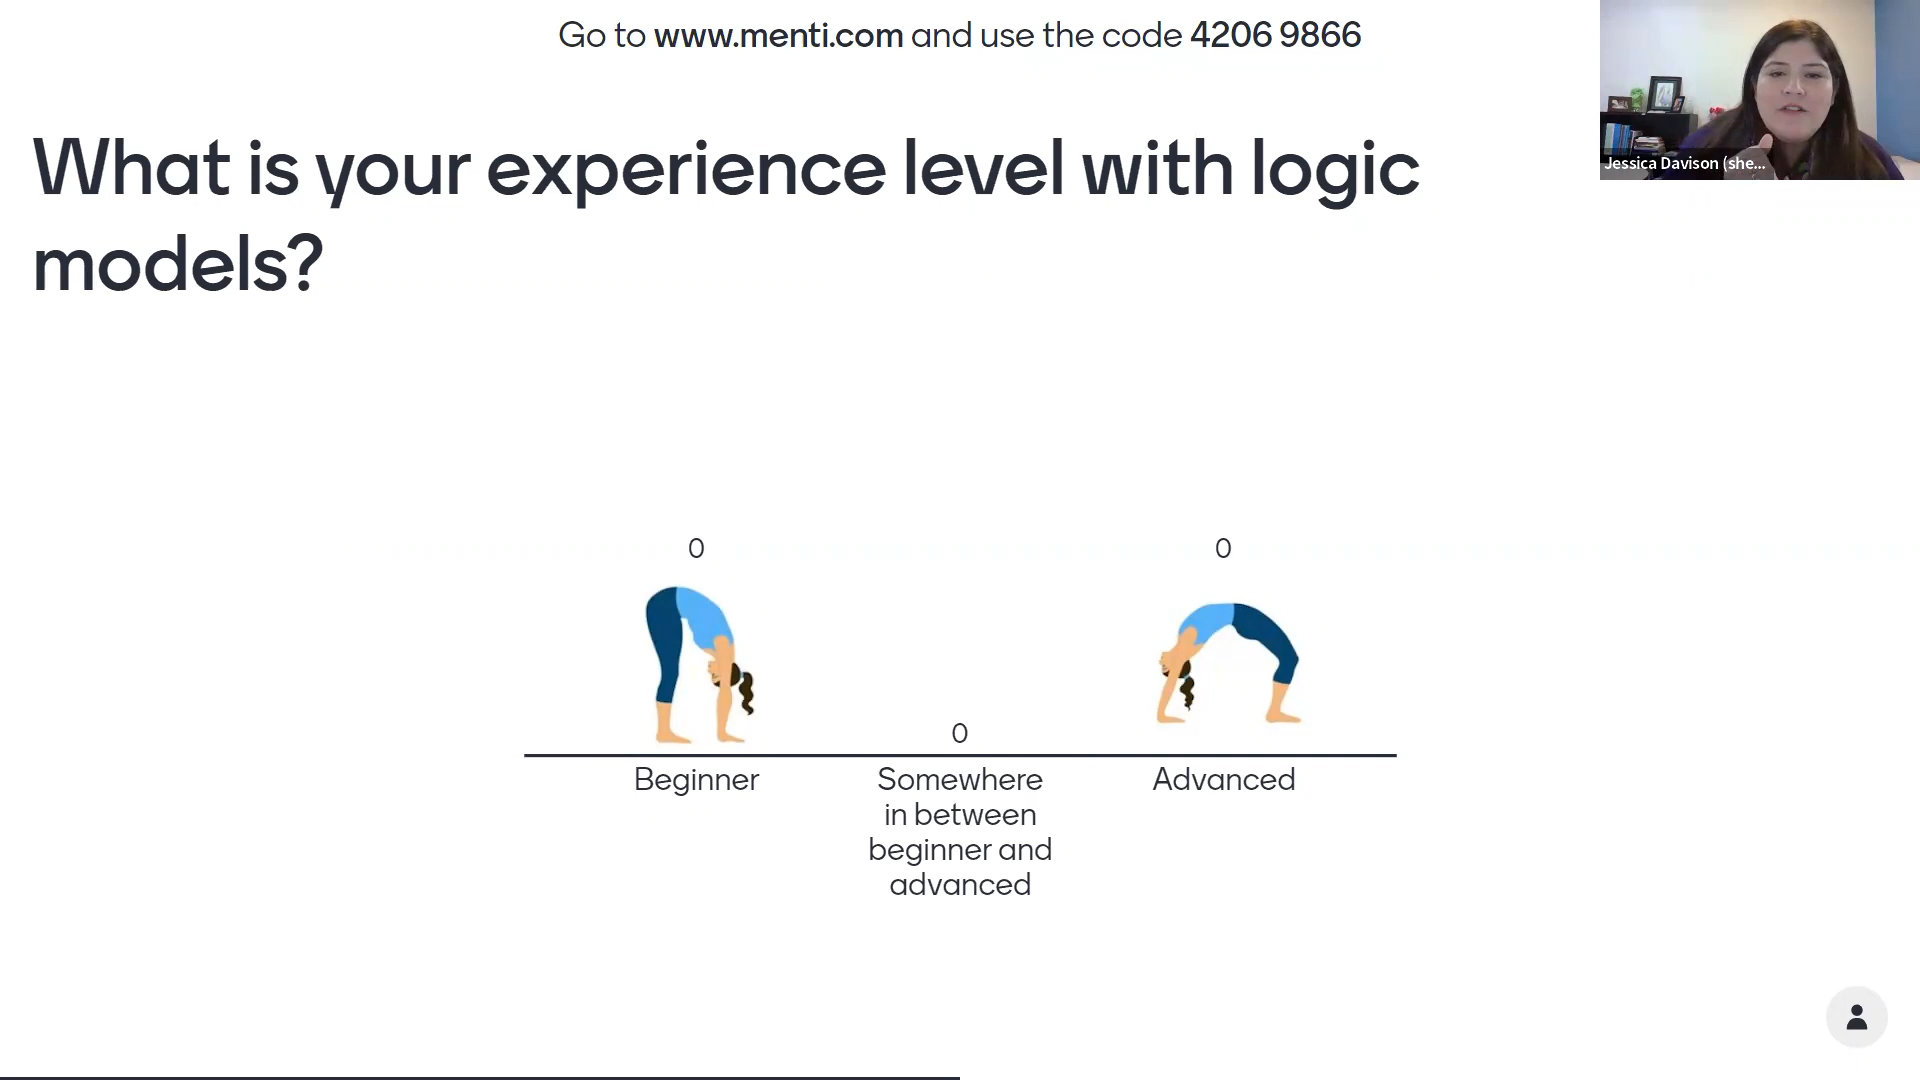 Go to www.menti.com and use the code 4206 9866
Jessica Davison (she...
What is your experience level with logic
models?
0
0
0
Beginner
Somewhere
in between
beginner and
advanced
Advanced